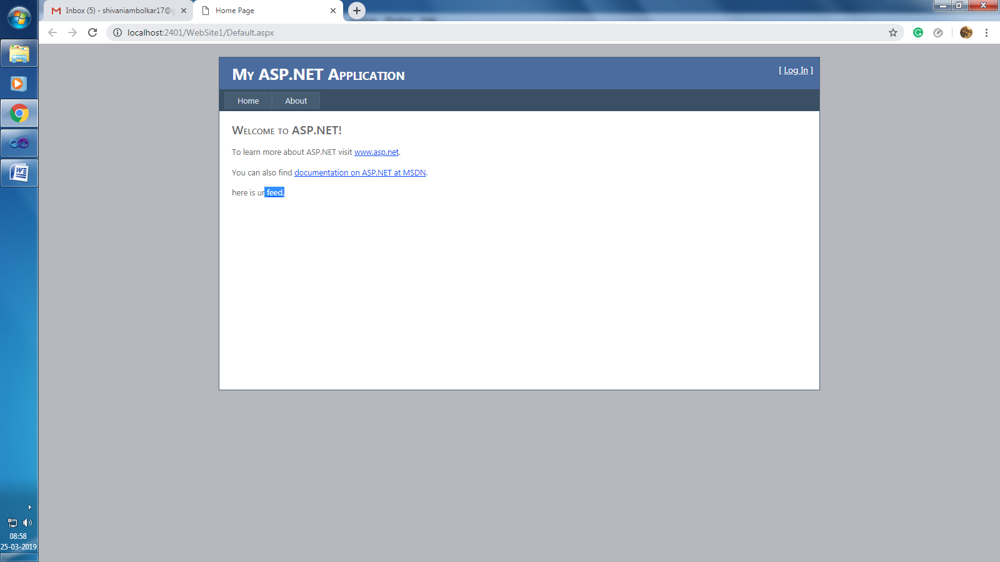 Inbox (5) - shivaniambolkar17@g
Home Page
localhost:2401/WebSite1/Default.aspx
My ASP.NET Application
[ Log In ]
Home About
Welcome to ASP.NET!
To learn more about ASP.NET visit www.asp.net.
You can also find documentation on ASP.NET at MSDN.
here is ur feed.
08:58
25-03-2019